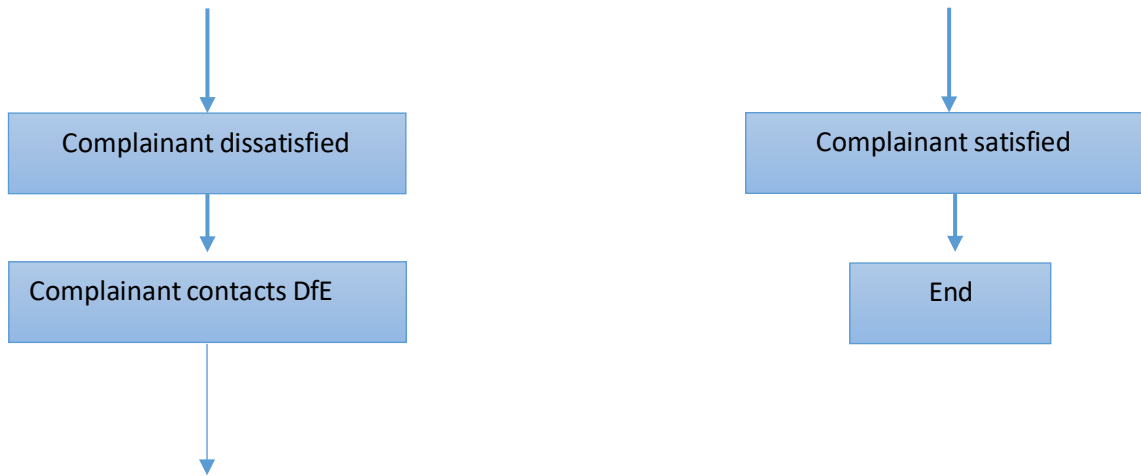 Complainant dissatisfied
Complainant satisfied
Complainant contacts DfE
End